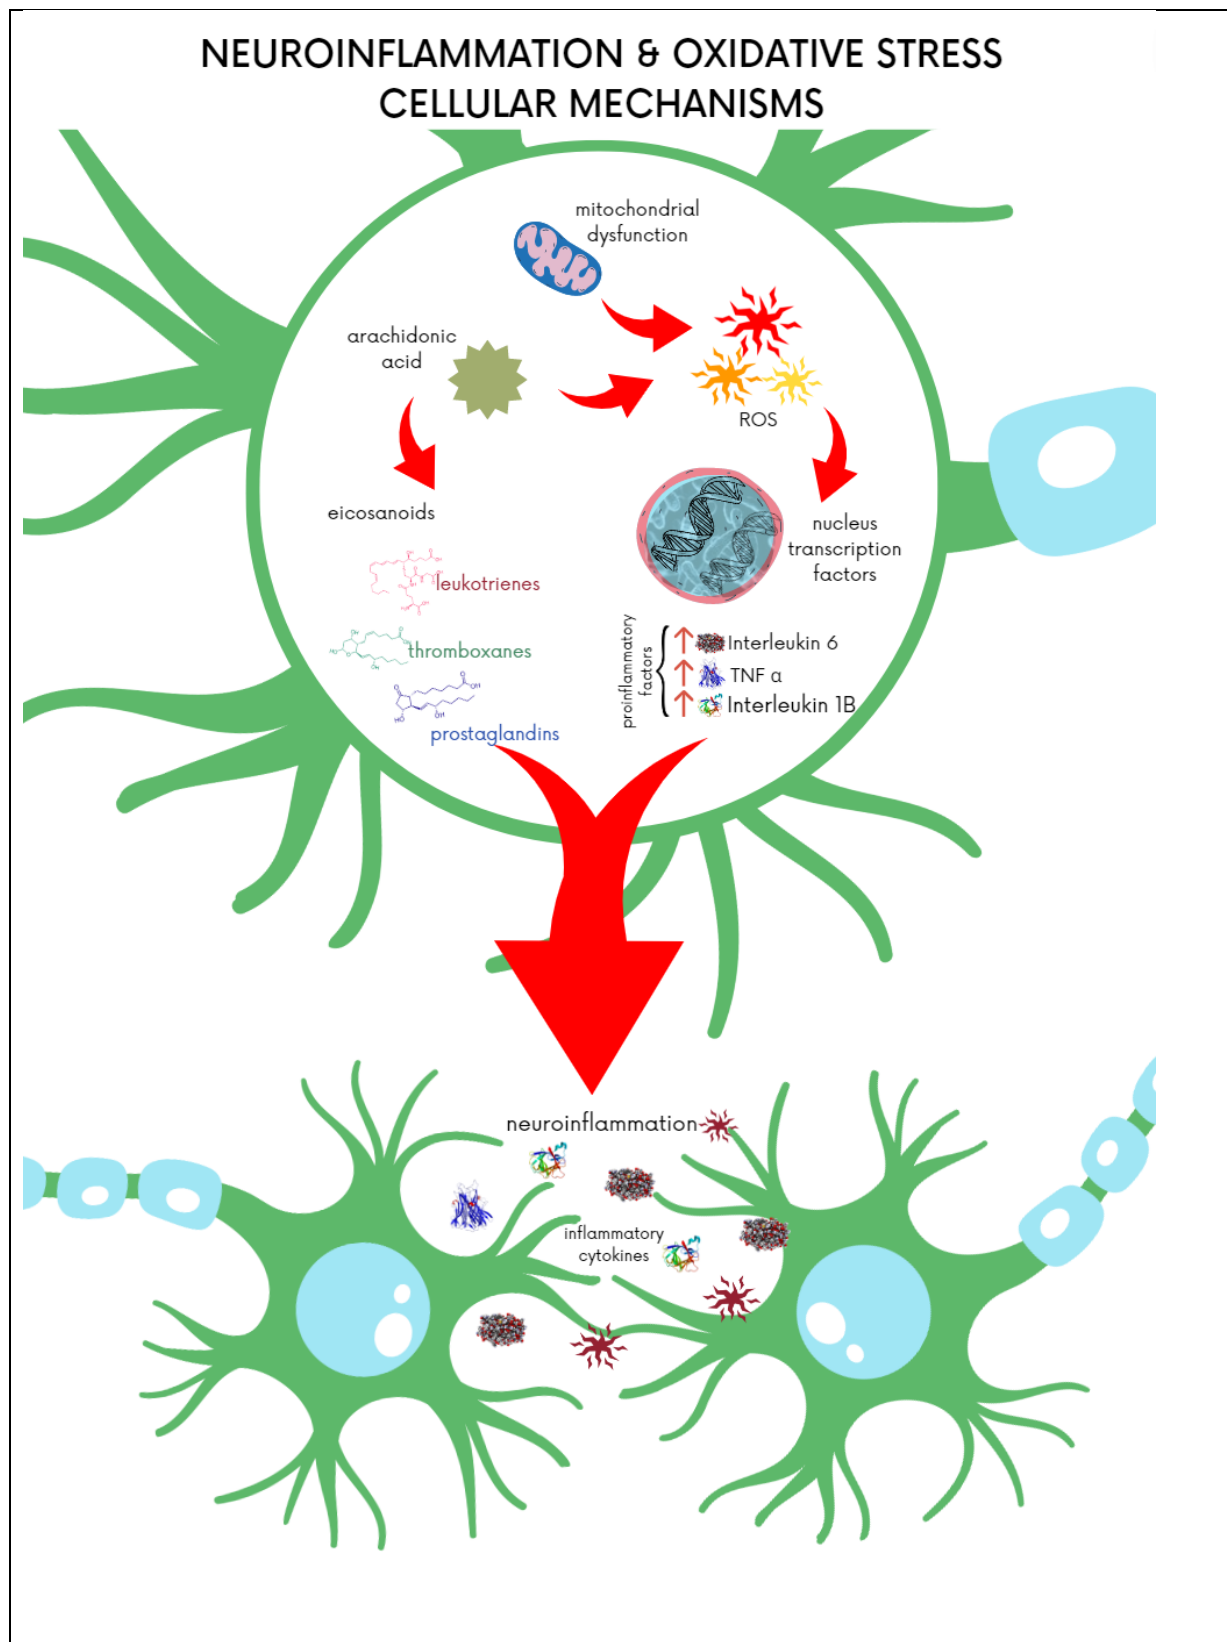 NEUROINFLAMMATION & OXIDATIVE STRESS
CELLULAR MECHANISMS
mitochondrial
dysfunction
arachidonic
acid
ROS
eicosanoids
nucleus
transcription
factors
leukotrienes
thromboxanes
prostaglandins
proinflammatory
factors
Interleukin 6
TNF α
Interleukin 1B
neuroinflammation
inflammatory
cytokines